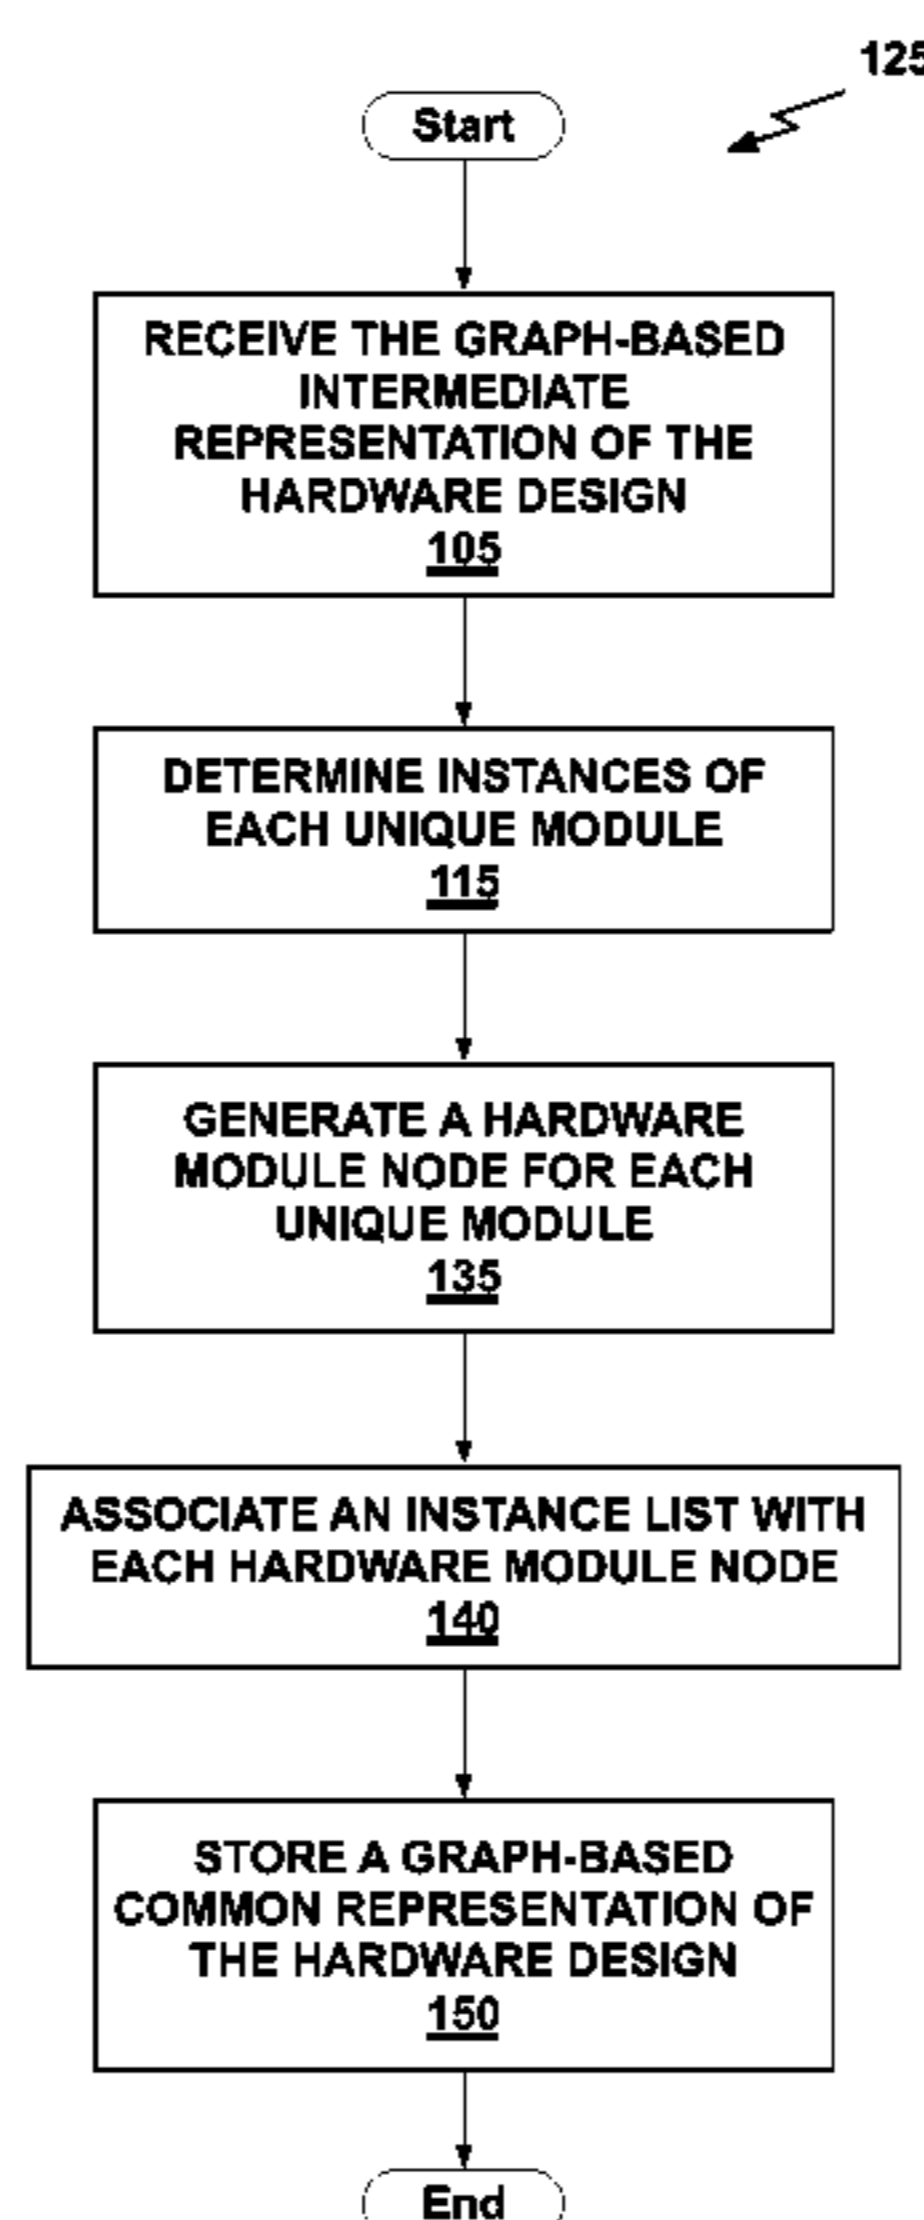 125
Start
RECEIVE THE GRAPH-BASED
INTERMEDIATE
REPRESENTATION OF THE
HARDWARE DESIGN
105
DETERMINE INSTANCES OF
EACH UNIQUE MODULE
115
GENERATE A HARDWARE
MODULE NODE FOR EACH
UNIQUE MODULE
135
ASSOCIATE AN INSTANCE LIST WITH
EACH HARDWARE MODULE NODE
140
STORE A GRAPH-BASED
COMMON REPRESENTATION OF
THE HARDWARE DESIGN
150
End